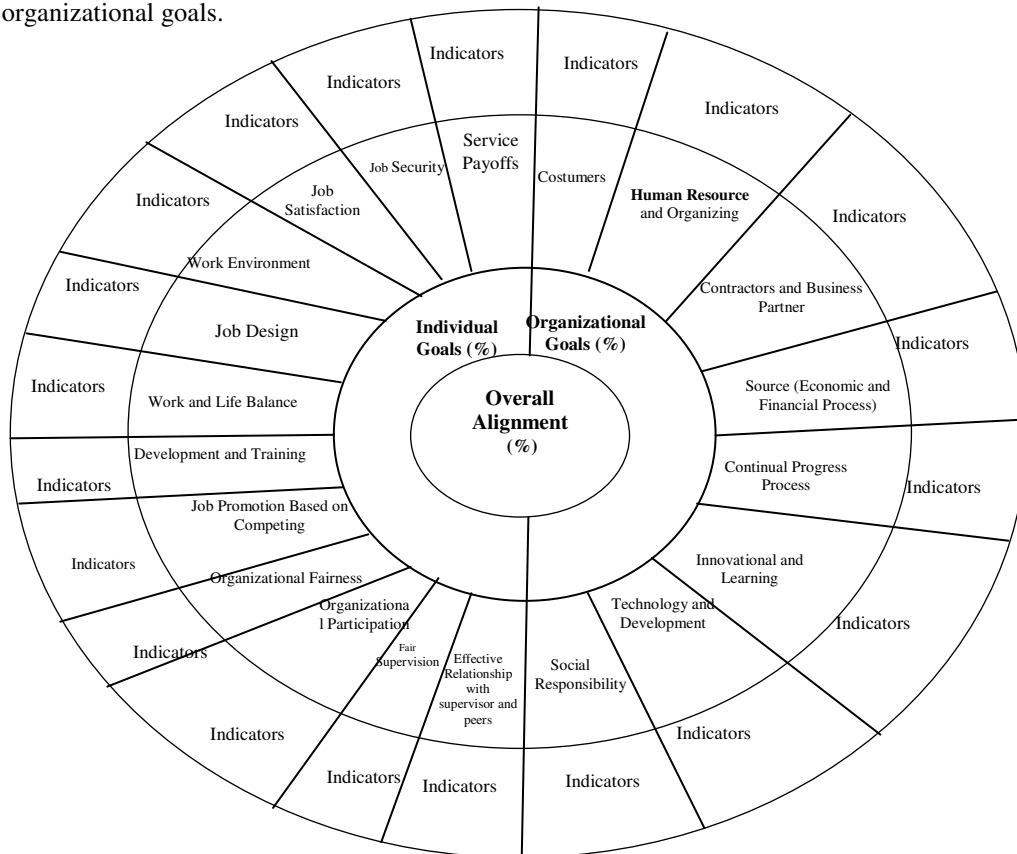 organizational goals.
Indicators
Indicators
Indicators
Indicators
Indicators
Service
Payoffs
Job Security
Costumers
Job
Satisfaction
Human Resource
and Organizing
Indicators
Indicators
Work Environment
Indicators
Contractors and Business
Partner
Job Design
Individual
Goals (%)
Organizational
Goals (%)
Indicators
Indicators
Source (Economic and
Financial Process)
Work and Life Balance
Overall
Alignment
(%)
Development and Training
Continual Progress
Process
Indicators
Indicators
Job Promotion Based on
Competing
Indicators
Innovational and
Learning
Organizational Fairness
Organizationa
l Participation
Technology and
Development
Indicators
Indicators
Fair
Supervision
Effective
Relationship
with
supervisor and
peers
Social
Responsibility
Indicators
Indicators
Indicators
Indicators
Indicators